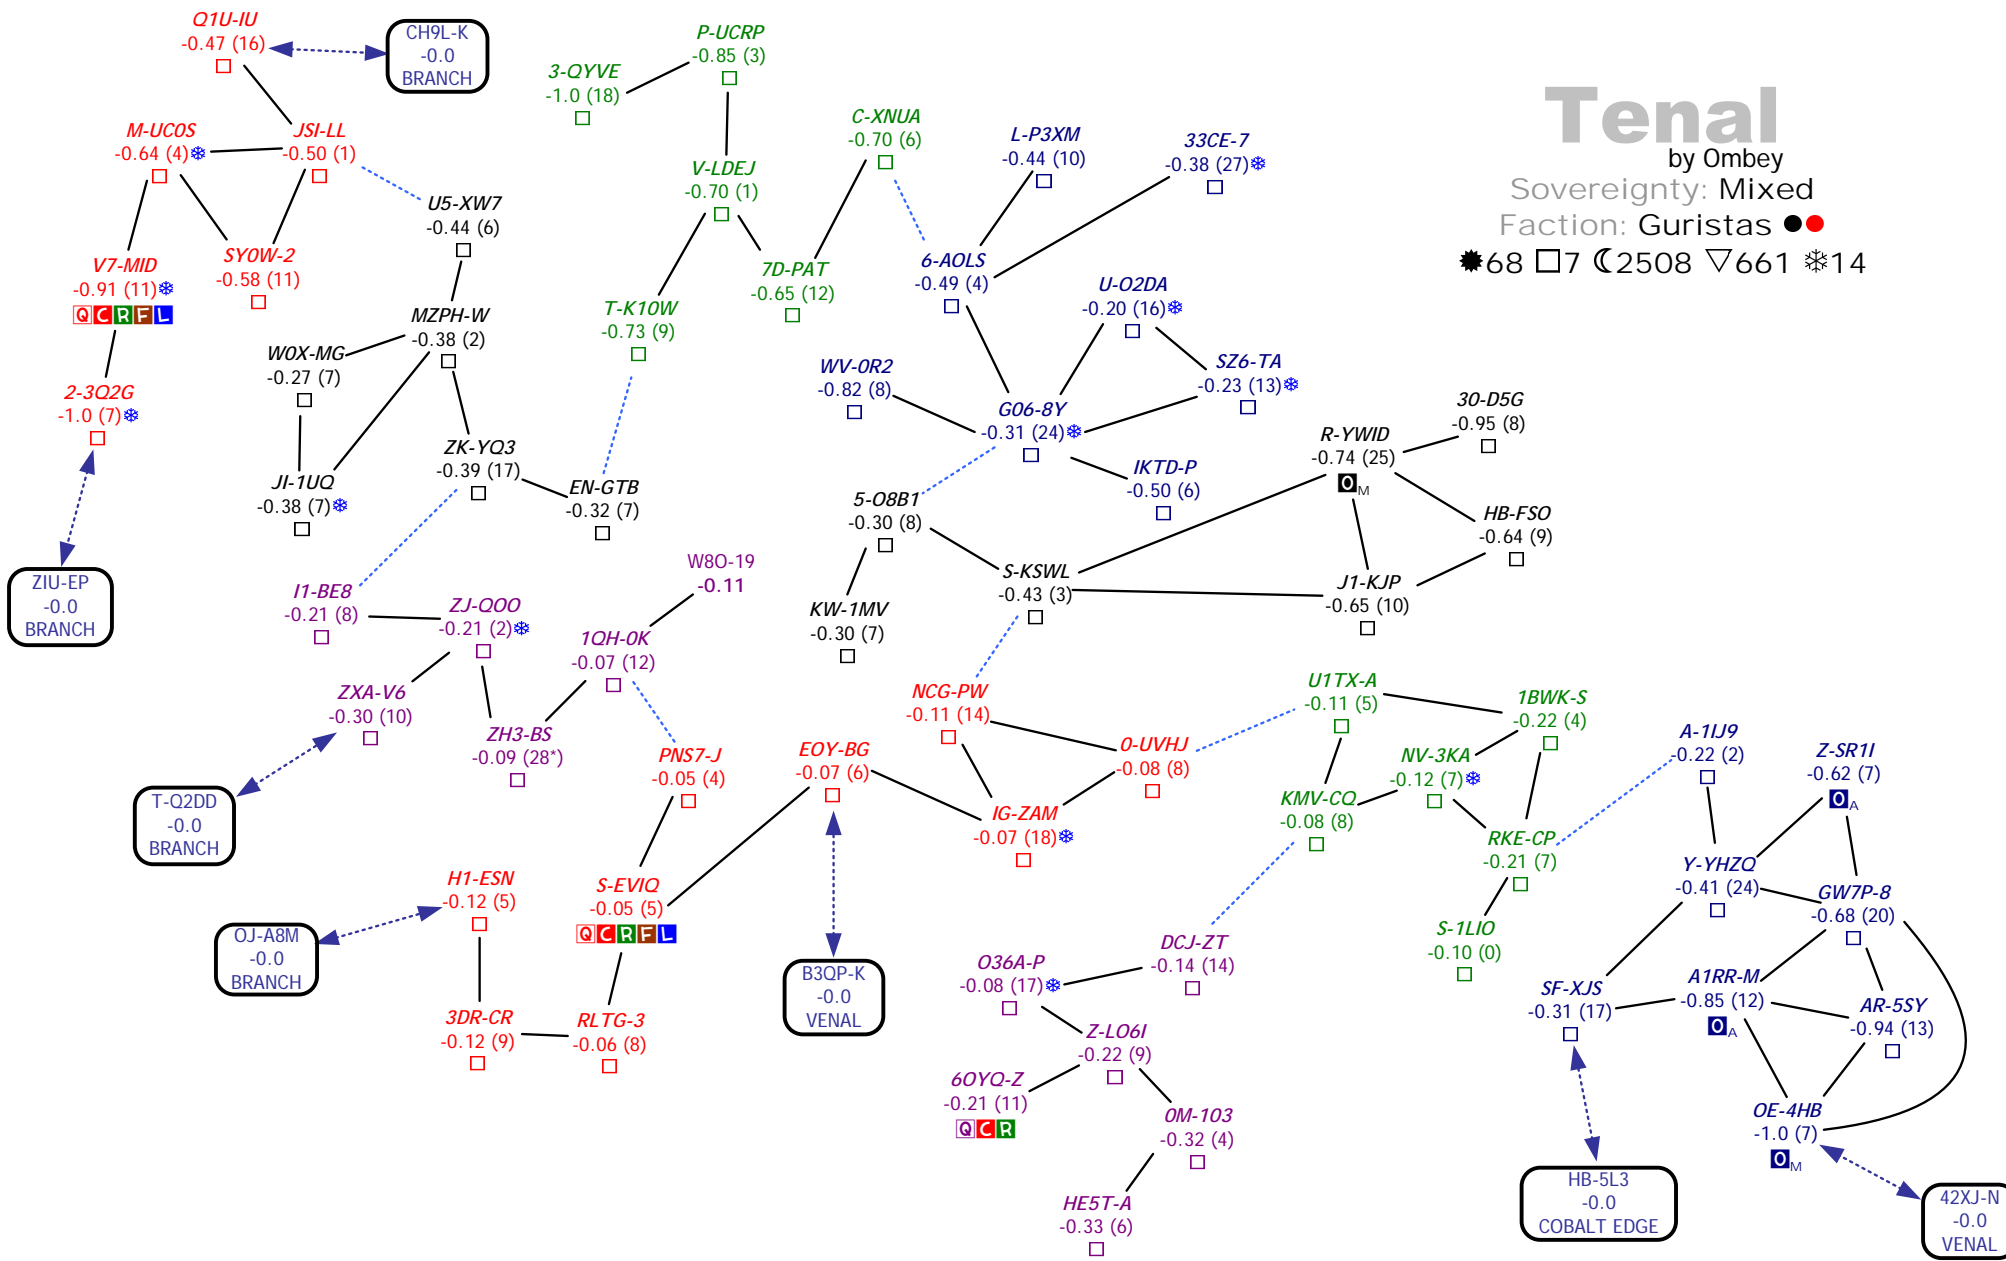 Tenal
by Ombey
Sovereignty: Mixed
Faction: Guristas
68 7 2508 661 14
Q1U-IU
-0.47 (16)
CH9L-K
-0.0
BRANCH
M-UC0S
-0.64 (4)
JSI-LL
-0.50 (1)
V7-MID
-0.91 (11)
Q C R F L
SY0W-2
-0.58 (11)
2-3Q2G
-1.0 (7)
ZIU-EP
-0.0
BRANCH
U5-XW7
-0.44 (6)
MZPH-W
-0.38 (2)
W0X-MG
-0.27 (7)
JI-1UQ
-0.38 (7)
ZK-YQ3
-0.39 (17)
EN-GTB
-0.32 (7)
P-UCRP
-0.85 (3)
3-QYVE
-1.0 (18)
V-LDEJ
-0.70 (1)
C-XNUA
-0.70 (6)
7D-PAT
-0.65 (12)
T-K10W
-0.73 (9)
L-P3XM
-0.44 (10)
33CE-7
-0.38 (27)
6-AOLS
-0.49 (4)
U-O2DA
-0.20 (16)
WV-0R2
-0.82 (8)
SZ6-TA
-0.23 (13)
G06-8Y
-0.31 (24)
IKTD-P
-0.50 (6)
30-D5G
-0.95 (8)
R-YWID
-0.74 (25)
O M
HB-FSO
-0.64 (9)
5-O8B1
-0.30 (8)
S-KSWL
-0.43 (3)
J1-KJP
-0.65 (10)
KW-1MV
-0.30 (7)
I1-BE8
-0.21 (8)
ZJ-QOO
-0.21 (2)
W8O-19
-0.11
1QH-0K
-0.07 (12)
ZXA-V6
-0.30 (10)
ZH3-BS
-0.09 (28*)
T-Q2DD
-0.0
BRANCH
NCG-PW
-0.11 (14)
0-UVHJ
-0.08 (8)
PNS7-J
-0.05 (4)
EOY-BG
-0.07 (6)
IG-ZAM
-0.07 (18)
H1-ESN
-0.12 (5)
S-EVIQ
-0.05 (5)
Q C R F L
OJ-A8M
-0.0
BRANCH
3DR-CR
-0.12 (9)
RLTG-3
-0.06 (8)
B3QP-K
-0.0
VENAL
U1TX-A
-0.11 (5)
1BWK-S
-0.22 (4)
NV-3KA
-0.12 (7)
KMV-CQ
-0.08 (8)
RKE-CP
-0.21 (7)
S-1LIO
-0.10 (0)
A-1IJ9
-0.22 (2)
Z-SR1I
-0.62 (7)
O A
Y-YHZQ
-0.41 (24)
GW7P-8
-0.68 (20)
SF-XJS
-0.31 (17)
A1RR-M
-0.85 (12)
O A
AR-5SY
-0.94 (13)
OE-4HB
-1.0 (7)
O M
DCJ-ZT
-0.14 (14)
O36A-P
-0.08 (17)
Z-LO6I
-0.22 (9)
6OYQ-Z
-0.21 (11)
Q C R
0M-103
-0.32 (4)
HE5T-A
-0.33 (6)
HB-5L3
-0.0
COBALT EDGE
42XJ-N
-0.0
VENAL